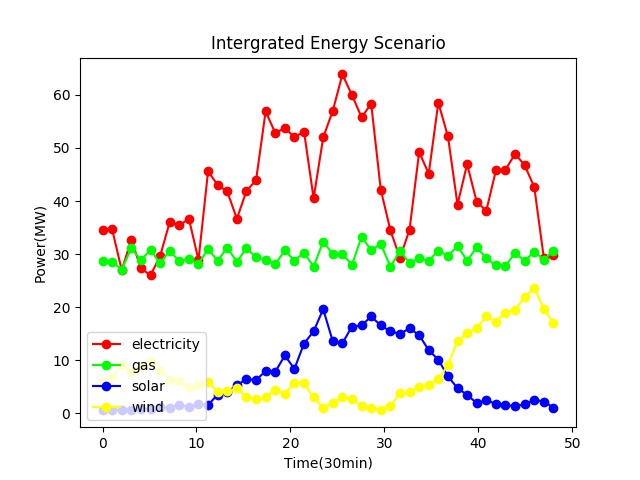 Intergrated Energy Scenario
Power(MW)
60
50
40
30
20
10
0
electricity
gas
solar
wind
0 10 20 30 40 50
Time(30min)